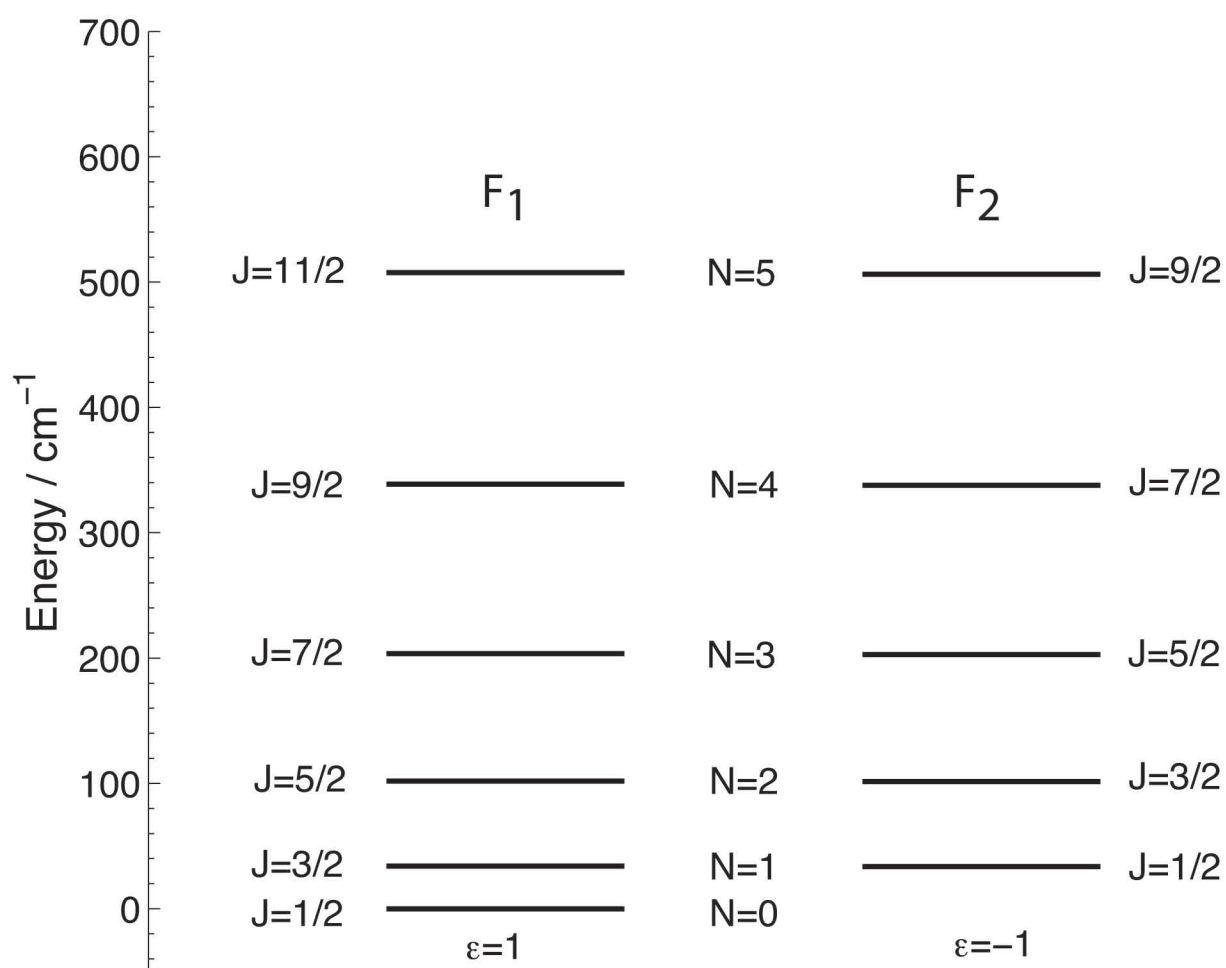 700
600
F₁ F₂
500
J=11/2 N=5 J=9/2
400
J=9/2 N=4 J=7/2
300
J=7/2 N=3 J=5/2
200
J=5/2 N=2 J=3/2
100
J=3/2 N=1 J=1/2
0
J=1/2 N=0
ε=1 ε=−1
Energy / cm⁻¹